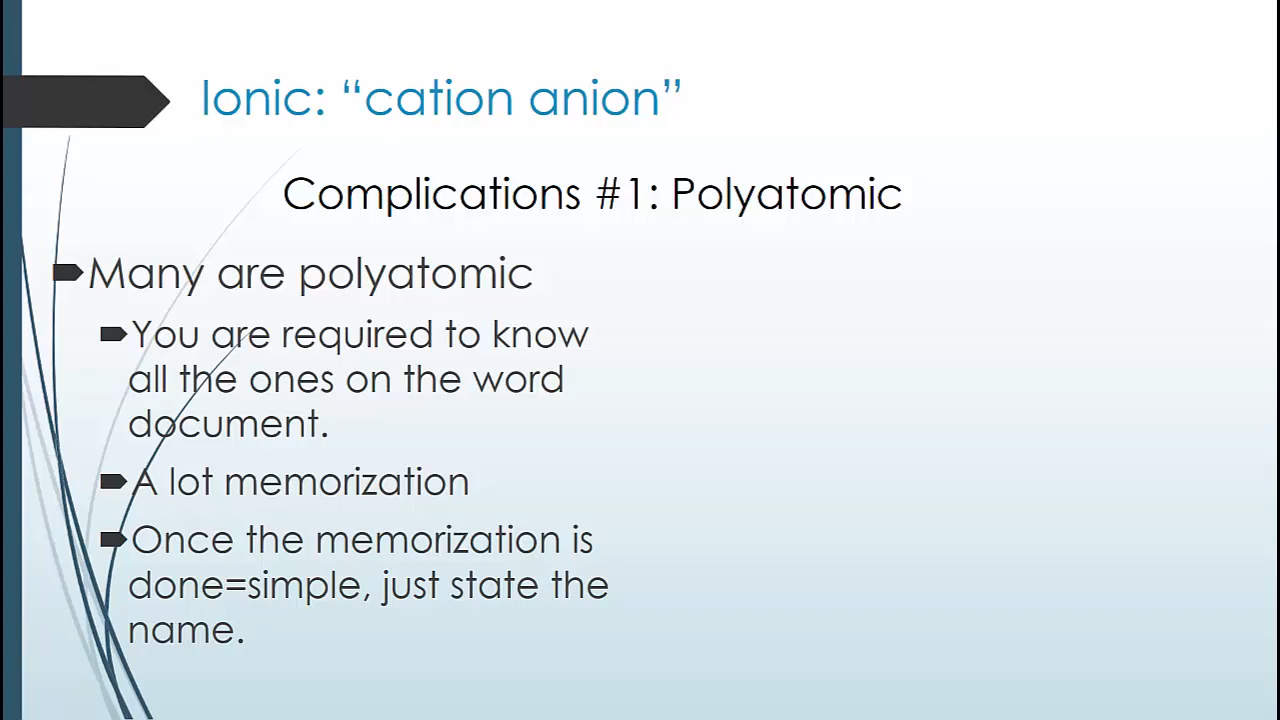 Ionic: “cation anion”
Complications #1: Polyatomic
Many are polyatomic
You are required to know
all the ones on the word
document.
A lot memorization
Once the memorization is
done=simple, just state the
name.